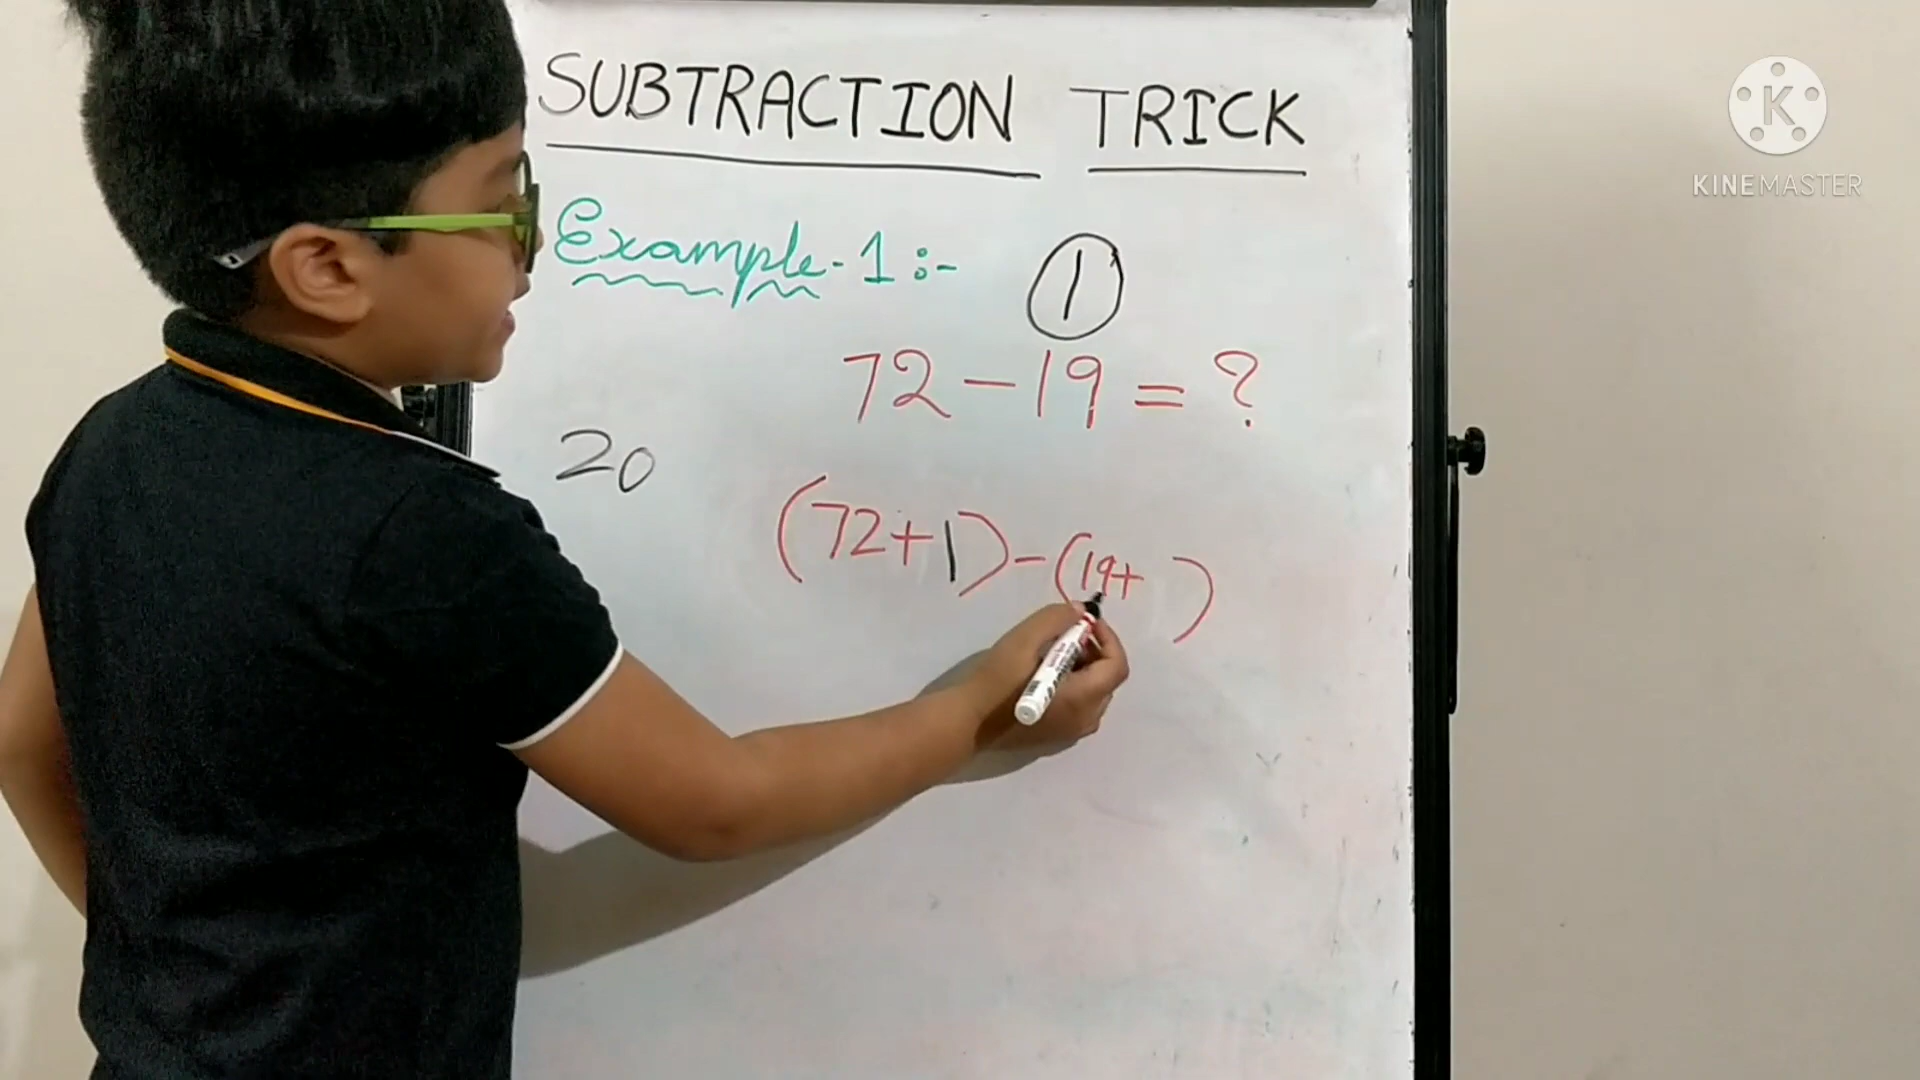 SUBTRACTION TRICK
Example-1:-
1
72-19=?
20
(72+1)-(19+ )
K
KINEMASTER